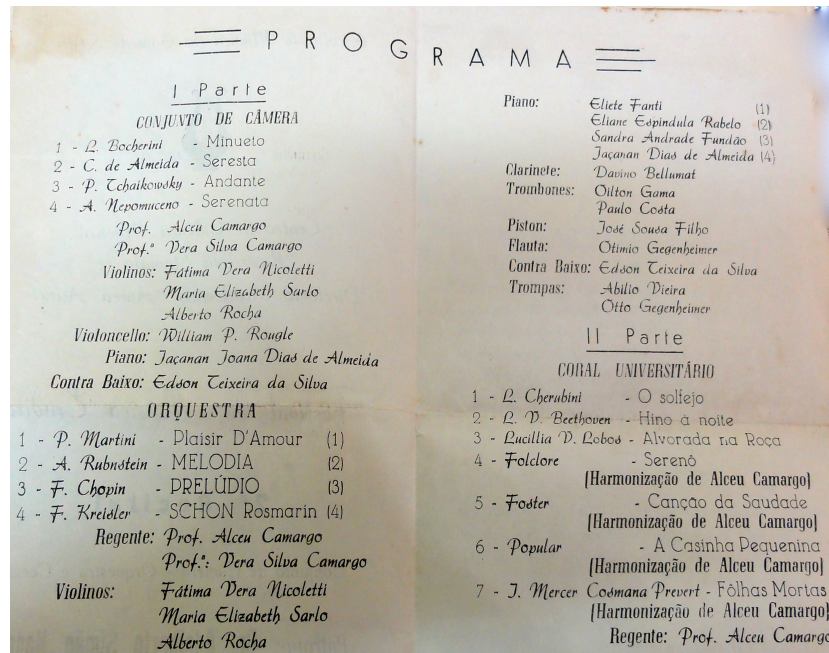 PROGRAMA
I Parte
CONJUNTO DE CÂMERA
1 - L. Bocherini - Minueto
2 - C. de Almeida - Seresta
3 - P. Tchaikowsky - Andante
4 - A. Nepomuceno - Serenata
Prof. Alceu Camargo
Prof.ª Vera Silva Camargo
Violinos: Fátima Vera Nicoletti
Maria Elizabeth Sarlo
Alberto Rocha
Violoncello: William P. Rougle
Piano: Jaçanan Joana Dias de Almeida
Contra Baixo: Edson Teixeira da Silva
ORQUESTRA
1 - P. Martini - Plaisir D'Amour (1)
2 - A. Rubnstein - MELODIA (2)
3 - F. Chopin - PRELÚDIO (3)
4 - F. Kreisler - SCHON Rosmarin (4)
Regente: Prof. Alceu Camargo
Prof.ª: Vera Silva Camargo
Violinos: Fátima Vera Nicoletti
Maria Elizabeth Sarlo
Alberto Rocha
Piano: Eliete Fanti (1)
Eliane Espindula Rabelo (2)
Sandra Andrade Fundão (3)
Jaçanan Dias de Almeida (4)
Clarinete: Davino Bellumat
Trombones: Oilton Gama
Paulo Costa
Piston: José Sousa Filho
Flauta: Otimio Gegenheimer
Contra Baixo: Edson Teixeira da Silva
Trompas: Abilio Vieira
Otto Gegenheimer
II Parte
CORAL UNIVERSITÁRIO
1 - L. Cherubini - O solfejo
2 - L. V. Beethoven - Hino à noite
3 - Lucillia V. Lobos - Alvorada na Roça
4 - Folclore - Serenô
(Harmonização de Alceu Camargo)
5 - Foster - Canção da Saudade
(Harmonização de Alceu Camargo)
6 - Popular - A Casinha Pequenina
(Harmonização de Alceu Camargo)
7 - J. Mercer Cosmana Prevert - Fôlhas Mortas
(Harmonização de Alceu Camargo)
Regente: Prof. Alceu Camargo